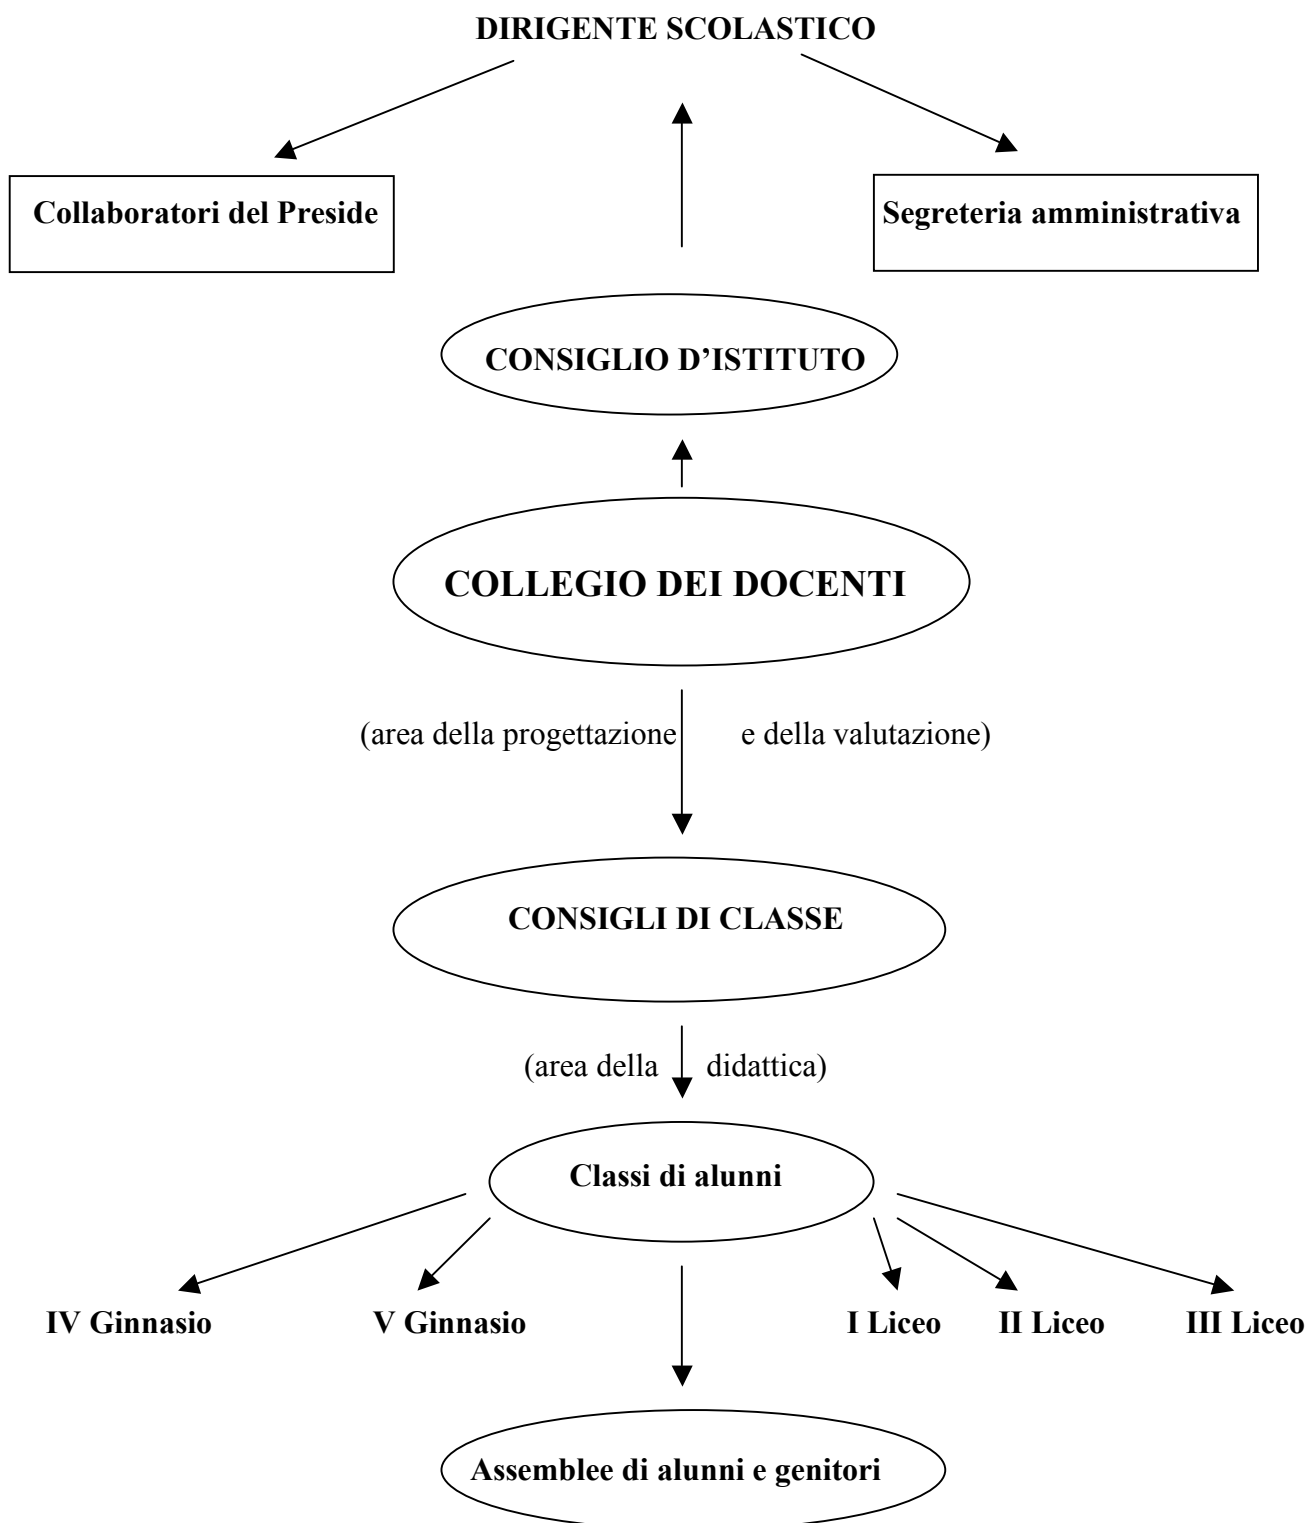 DIRIGENTE SCOLASTICO
Collaboratori del Preside
Segreteria amministrativa
CONSIGLIO D’ISTITUTO
COLLEGIO DEI DOCENTI
(area della progettazione e della valutazione)
CONSIGLI DI CLASSE
(area della didattica)
Classi di alunni
IV Ginnasio V Ginnasio I Liceo II Liceo III Liceo
Assemblee di alunni e genitori